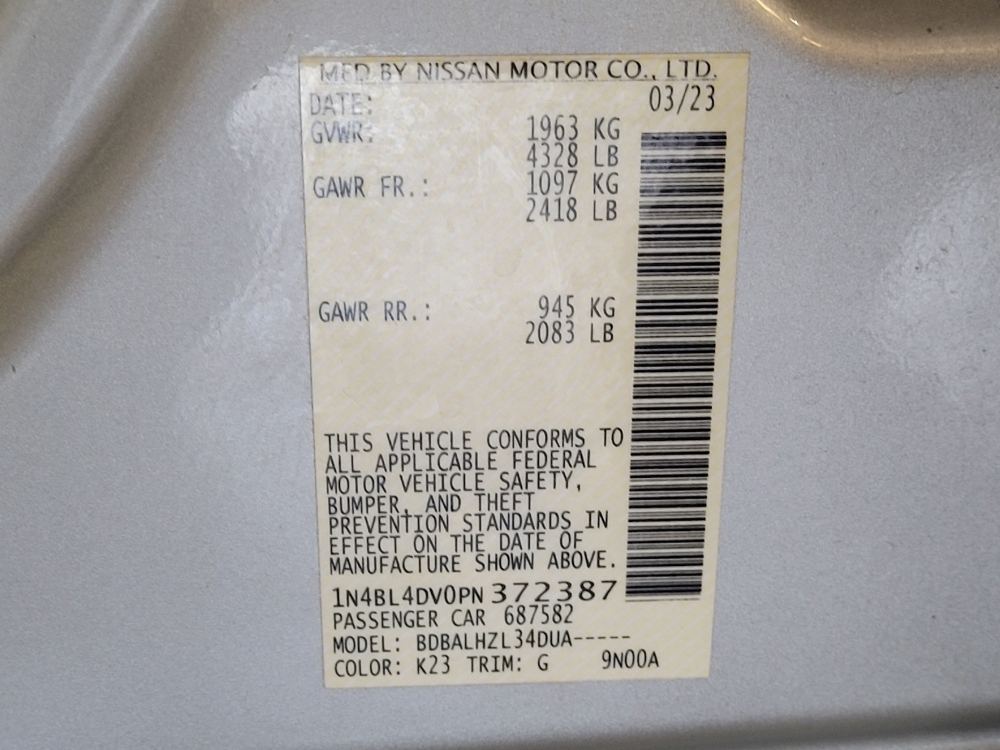 MFD BY NISSAN MOTOR CO., LTD.
DATE: 03/23
GVWR: 1963 KG
4328 LB
GAWR FR.: 1097 KG
2418 LB
GAWR RR.: 945 KG
2083 LB
THIS VEHICLE CONFORMS TO
ALL APPLICABLE FEDERAL
MOTOR VEHICLE SAFETY,
BUMPER, AND THEFT
PREVENTION STANDARDS IN
EFFECT ON THE DATE OF
MANUFACTURE SHOWN ABOVE.
1N4BL4DV0PN372387
PASSENGER CAR 687582
MODEL: BDBALHZL34DUA-----
COLOR: K23 TRIM: G 9N00A